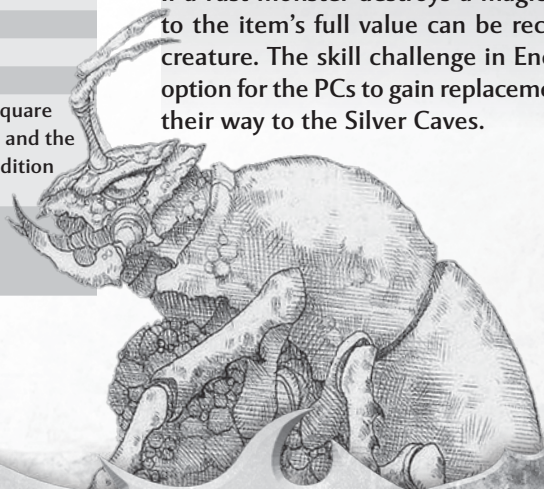 quare
and the
dition
If a rust monster destroys a magic
to the item’s full value can be rec
creature. The skill challenge in Enc
option for the PCs to gain replaceme
their way to the Silver Caves.